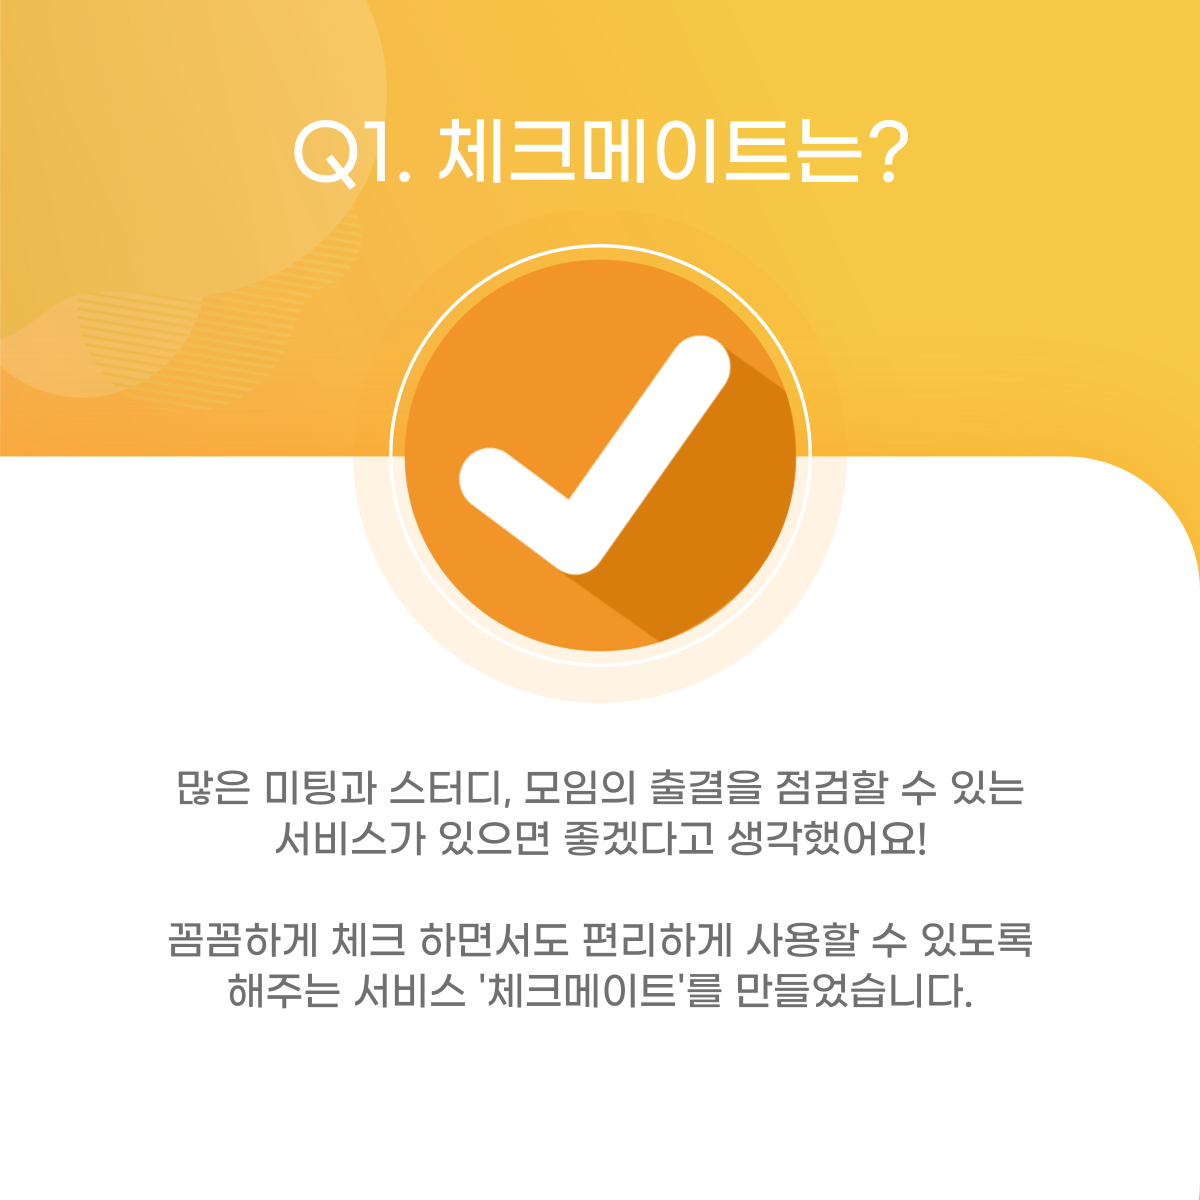 Q1. 체크메이트는?
많은 미팅과 스터디, 모임의 출결을 점검할 수 있는
서비스가 있으면 좋겠다고 생각했어요!
꼼꼼하게 체크 하면서도 편리하게 사용할 수 있도록
해주는 서비스 '체크메이트'를 만들었습니다.